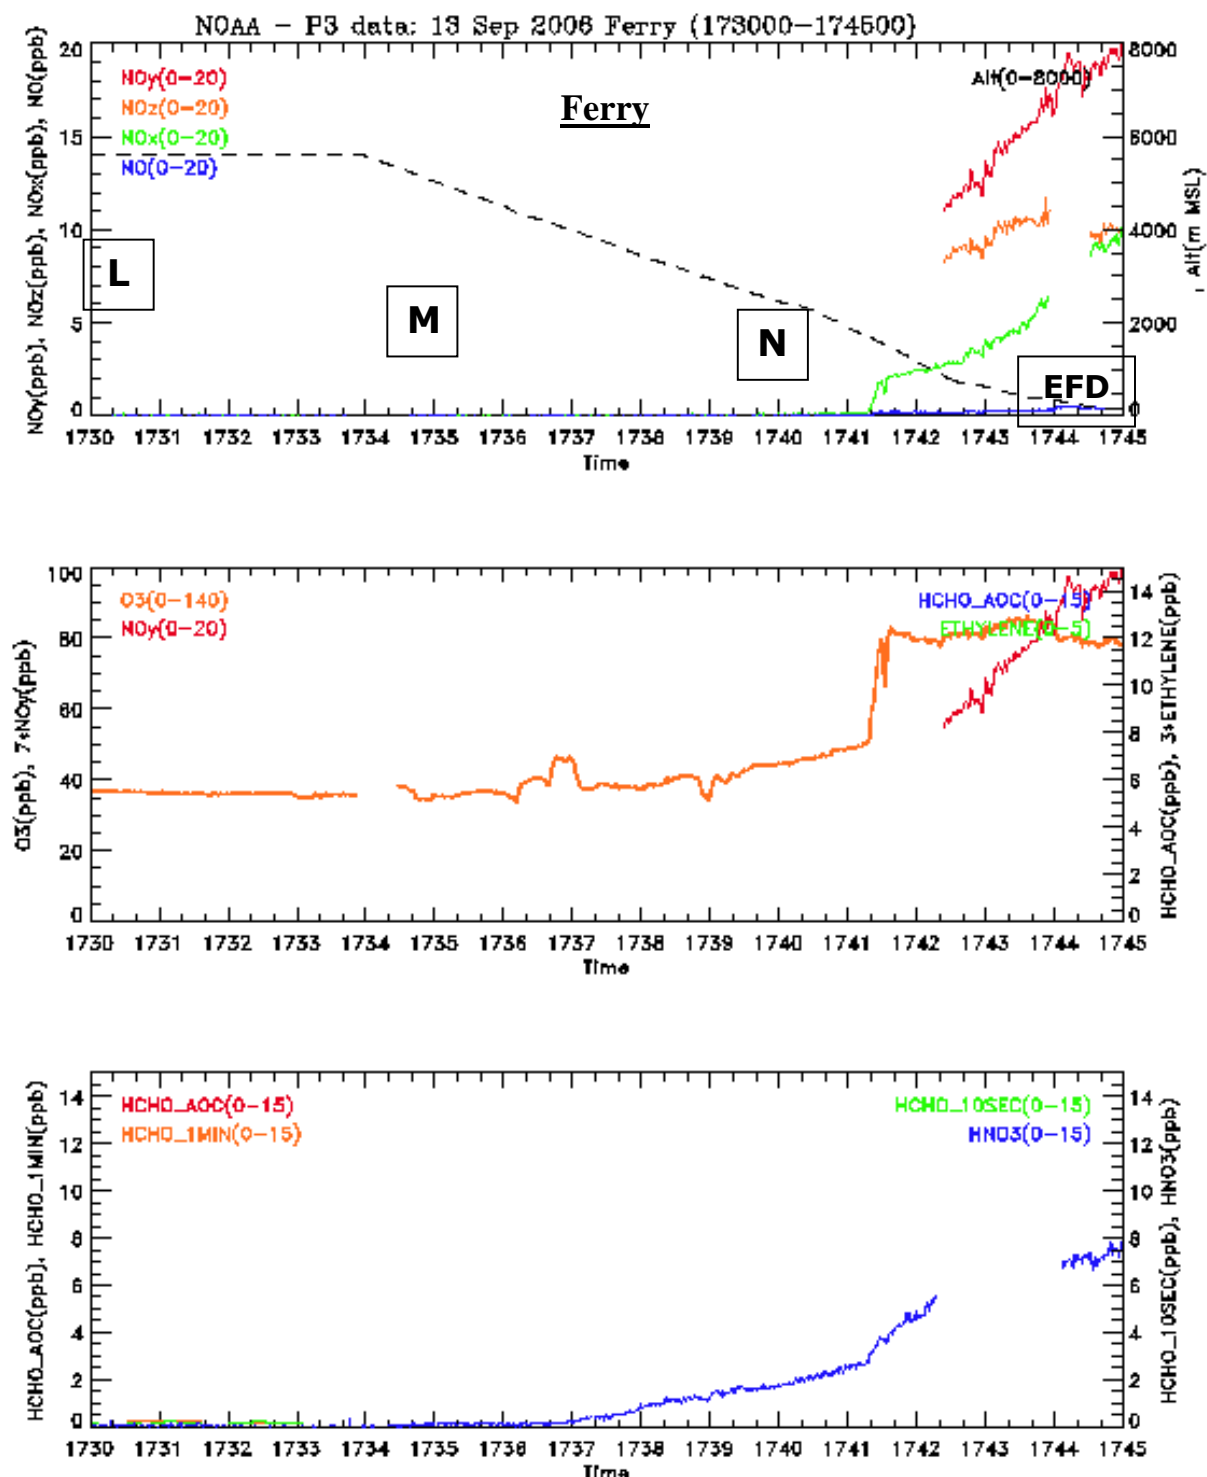 NOAA - P3 data: 13 Sep 2006 Ferry (173000-174500)
NOy(ppb), NOz(ppb), NOx(ppb), NO(ppb)
20
15
10
5
0
NOy(0-20)
NOz(0-20)
NOx(0-20)
NO(0-20)
Ferry
Alt(0-8000)
8000
6000
4000
2000
0
, Alt(m MSL)
L
M
N
EFD
1730 1731 1732 1733 1734 1735 1736 1737 1738 1739 1740 1741 1742 1743 1744 1745
Time
O3(ppb), 7*NOy(ppb)
100
80
60
40
20
0
O3(0-140)
NOy(0-20)
HCHO_AOC(0-15)
ETHYLENE(0-5)
14
12
10
8
6
4
2
0
HCHO_AOC(ppb), 3*ETHYLENE(ppb)
1730 1731 1732 1733 1734 1735 1736 1737 1738 1739 1740 1741 1742 1743 1744 1745
Time
HCHO_AOC(ppb), HCHO_1MIN(ppb)
14
12
10
8
6
4
2
0
HCHO_AOC(0-15)
HCHO_1MIN(0-15)
HCHO_10SEC(0-15)
HNO3(0-15)
14
12
10
8
6
4
2
0
HCHO_10SEC(ppb), HNO3(ppb)
1730 1731 1732 1733 1734 1735 1736 1737 1738 1739 1740 1741 1742 1743 1744 1745
Time